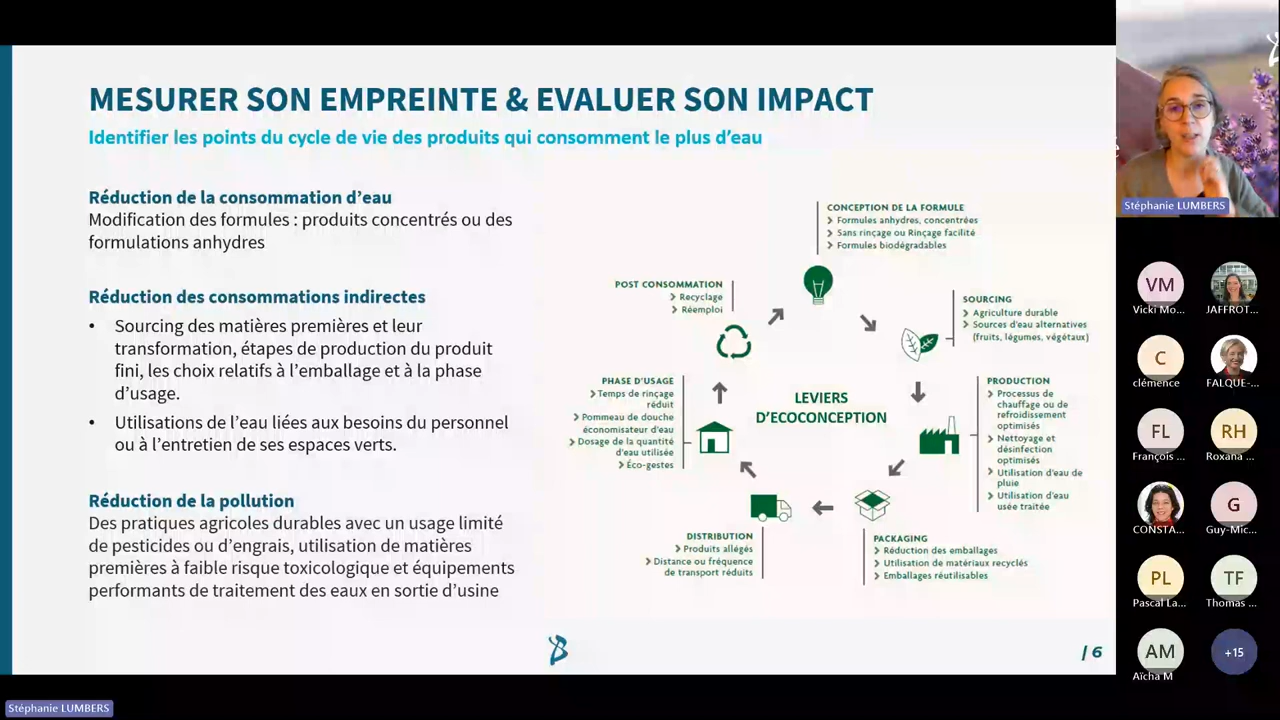 MESURER SON EMPREINTE & EVALUER SON IMPACT
Identifier les points du cycle de vie des produits qui consomment le plus d'eau
Réduction de la consommation d'eau
Modification des formules : produits concentrés ou des
formulations anhydres
Réduction des consommations indirectes
• Sourcing des matières premières et leur
transformation, étapes de production du produit
fini, les choix relatifs à l'emballage et à la phase
d'usage.
• Utilisations de l'eau liées aux besoins du personnel
ou à l'entretien de ses espaces verts.
Réduction de la pollution
Des pratiques agricoles durables avec un usage limité
de pesticides ou d'engrais, utilisation de matières
premières à faible risque toxicologique et équipements
performants de traitement des eaux en sortie d'usine
CONCEPTION DE LA FORMULE
Formules anhydres, concentrées
Sans rinçage ou Rinçage facilité
Formules biodégradables
SOURCING
Agriculture durable
Sources d'eau alternatives
(fruits, légumes, végétaux)
PRODUCTION
Processus de
chauffage ou de
refroidissement
optimisés
Nettoyage et
désinfection
optimisés
Utilisation d'eau de
pluie
Utilisation d'eau
usée traitée
PACKAGING
Réduction des emballages
Utilisation de matériaux recyclés
Emballages réutilisables
DISTRIBUTION
Produits allégés
Distance ou fréquence
de transport réduits
PHASE D'USAGE
Temps de rinçage
réduit
Pommeau de douche
économisateur d'eau
Dosage de la quantité
d'eau utilisée
Éco-gestes
POST CONSOMMATION
Recyclage
Réemploi
LEVIERS
D'ECOCONCEPTION
/ 6
Stéphanie LUMBERS
VM
Vicki Mo...
JAFFROT...
C
clémence
FALQUE-...
FL
François ...
RH
Roxana ...
CONSTA...
G
Guy-Mic...
PL
Pascal La...
TF
Thomas ...
AM
Aïcha M
+15
Stéphanie LUMBERS